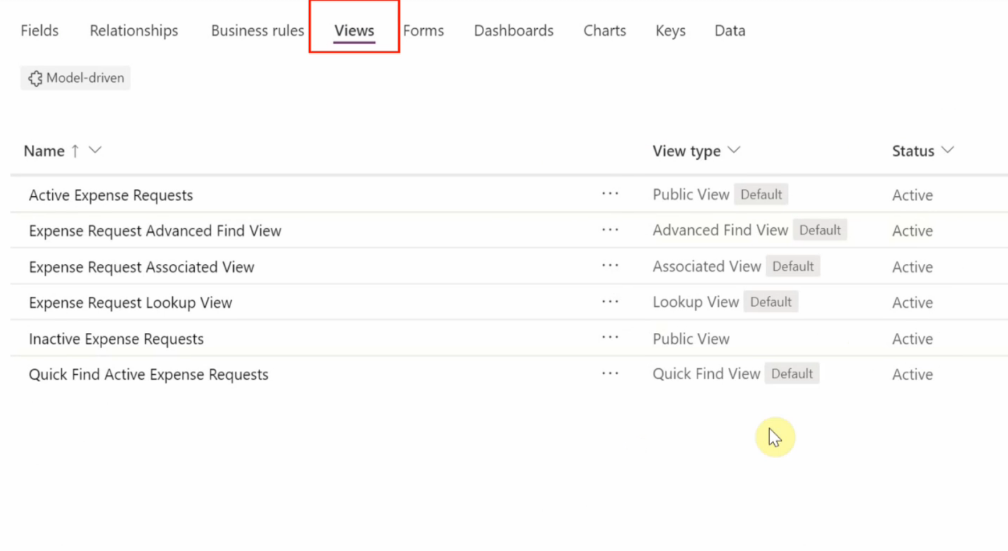 Fields Relationships Business rules Views Forms Dashboards Charts Keys Data
Model-driven
Name ↑ View type Status
Active Expense Requests ··· Public View Default Active
Expense Request Advanced Find View ··· Advanced Find View Default Active
Expense Request Associated View ··· Associated View Default Active
Expense Request Lookup View ··· Lookup View Default Active
Inactive Expense Requests ··· Public View Active
Quick Find Active Expense Requests ··· Quick Find View Default Active